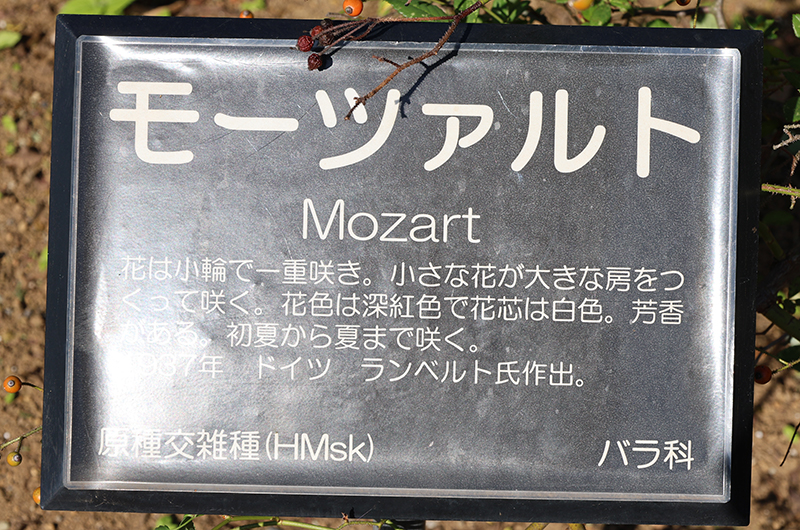 モーツァルト
Mozart
花は小輪で一重咲き。小さな花が大きな房をつ
くって咲く。花色は深紅色で花芯は白色。芳香
がある。初夏から夏まで咲く。
1937年　ドイツ　ランベルト氏作出。
原種交雑種(HMsk)
バラ科